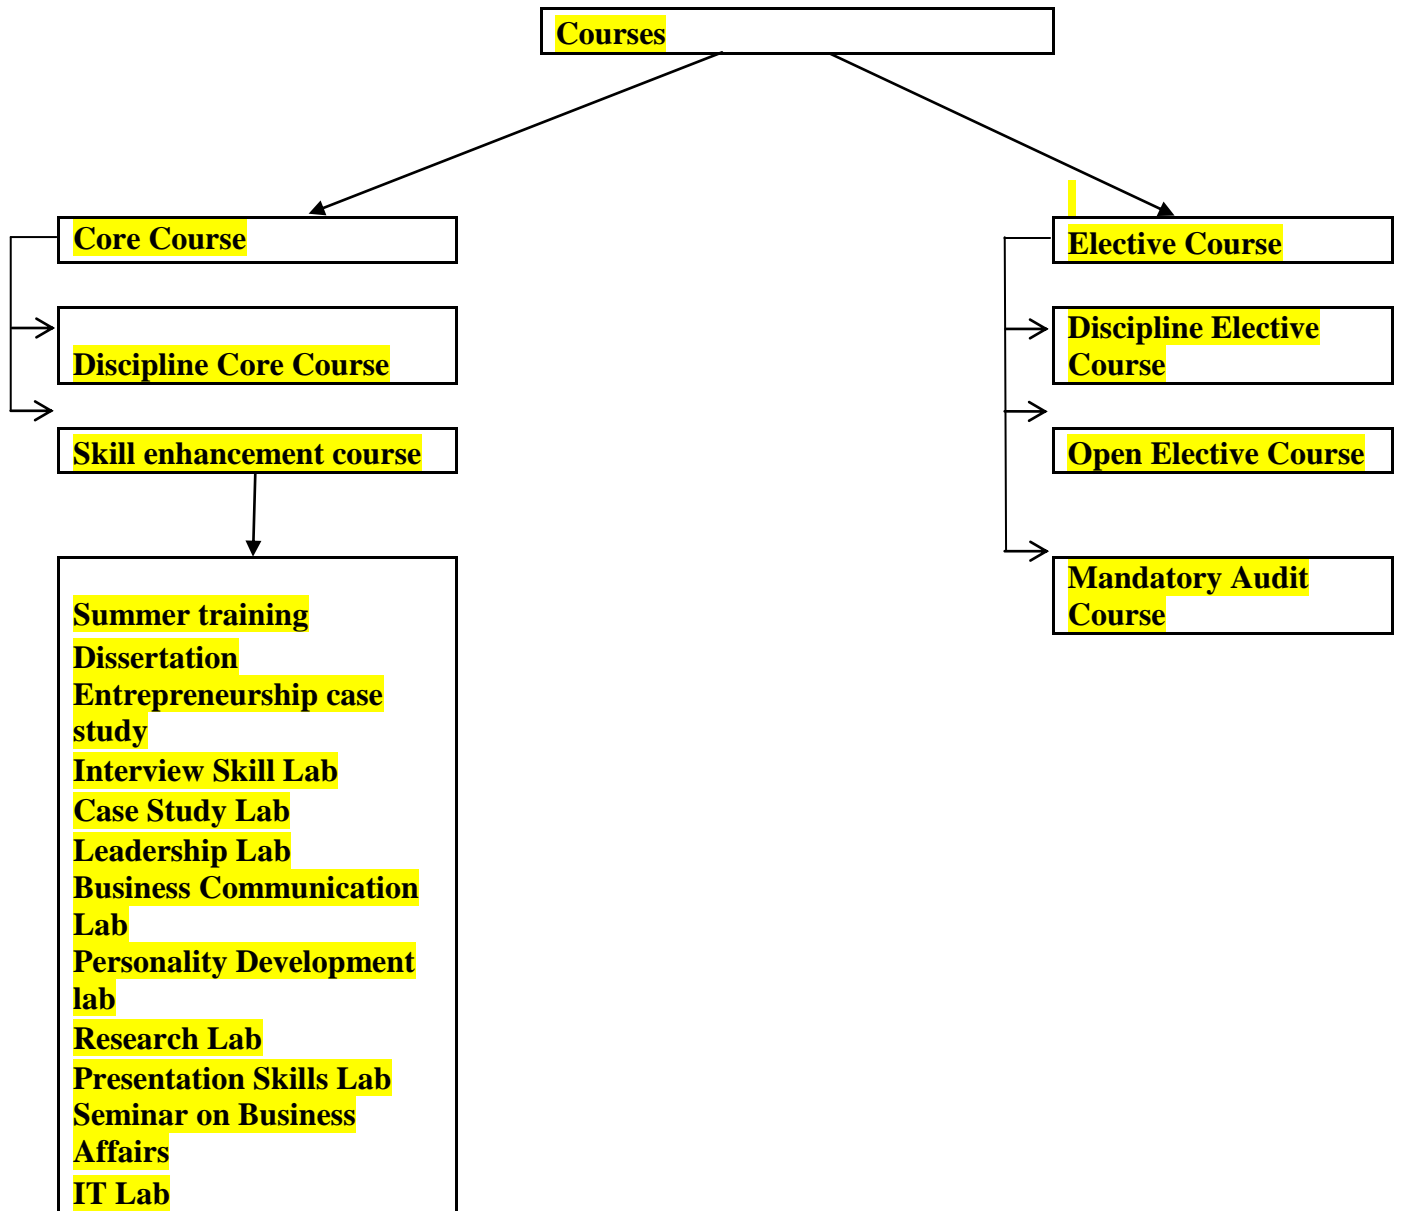 Courses
Core Course
Discipline Core Course
Skill enhancement course
Summer training
Dissertation
Entrepreneurship case
study
Interview Skill Lab
Case Study Lab
Leadership Lab
Business Communication
Lab
Personality Development
lab
Research Lab
Presentation Skills Lab
Seminar on Business
Affairs
IT Lab
Elective Course
Discipline Elective
Course
Open Elective Course
Mandatory Audit
Course